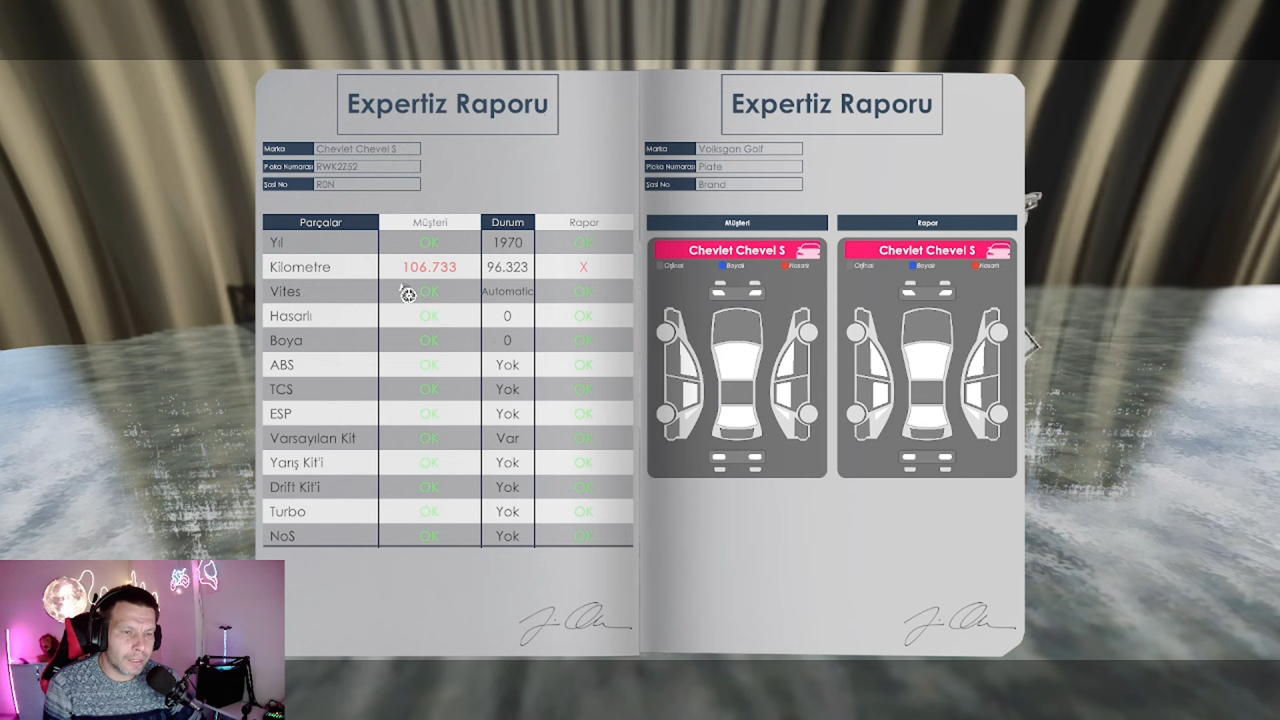 Expertiz Raporu
Marka Chevlet Chevel S
Plaka Numarası RWK2Z52
Şasi No R0N
Parçalar Müşteri Durum Rapor
Yıl OK 1970 OK
Kilometre 106.733 96.323 X
Vites OK Automatic OK
Hasarlı OK 0 OK
Boya OK 0 OK
ABS OK Yok OK
TCS OK Yok OK
ESP OK Yok OK
Varsayılan Kit OK Var OK
Yarış Kit'i OK Yok OK
Drift Kit'i OK Yok OK
Turbo OK Yok OK
NoS OK Yok OK
Expertiz Raporu
Marka Volksgan Golf
Plaka Numarası Plate
Şasi No Brand
Müşteri Rapor
Chevlet Chevel S Chevlet Chevel S
Orjinal Boyalı Hasarlı Orjinal Boyalı Hasarlı